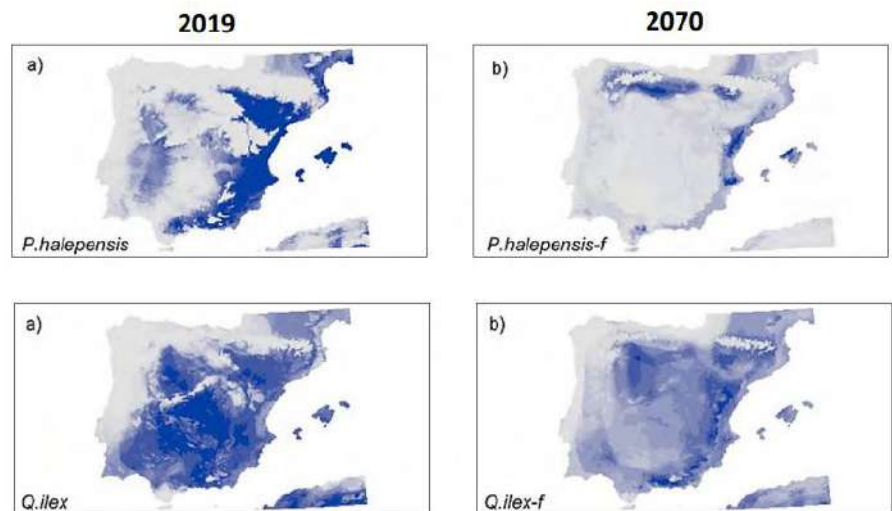 2019
2070
a)
P.halepensis
b)
P.halepensis-f
a)
Q.ilex
b)
Q.ilex-f